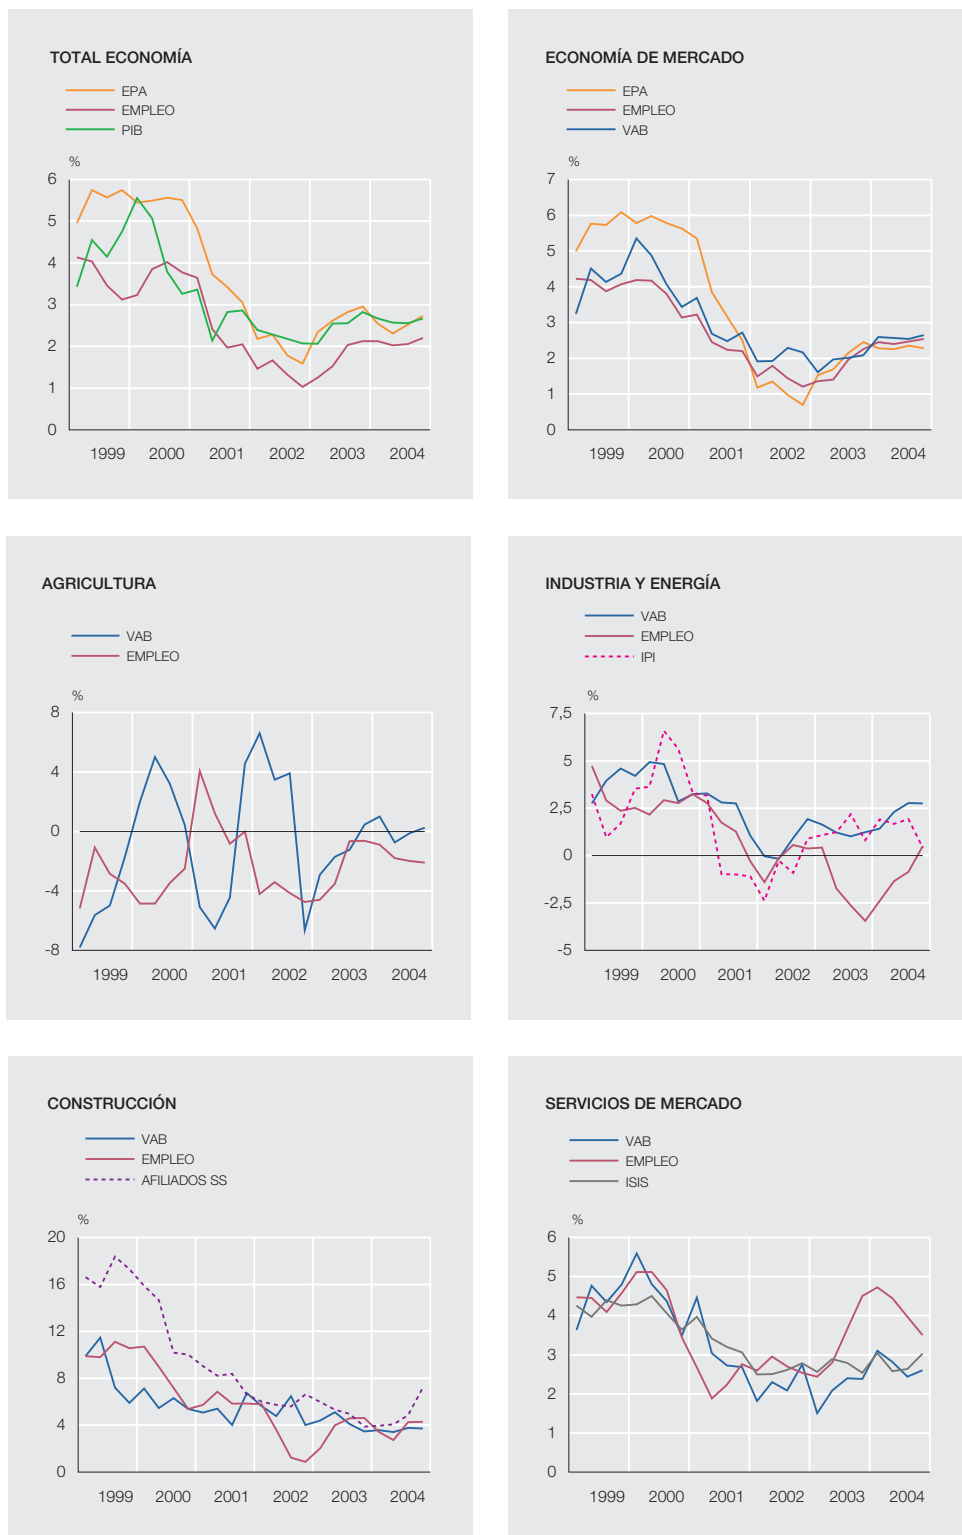 TOTAL ECONOMÍA
EPA
EMPLEO
PIB
%
6
5
4
3
2
1
0
1999 2000 2001 2002 2003 2004
ECONOMÍA DE MERCADO
EPA
EMPLEO
VAB
%
7
6
5
4
3
2
1
0
1999 2000 2001 2002 2003 2004
AGRICULTURA
VAB
EMPLEO
%
8
4
0
-4
-8
1999 2000 2001 2002 2003 2004
INDUSTRIA Y ENERGÍA
VAB
EMPLEO
IPI
%
7,5
5
2,5
0
-2,5
-5
1999 2000 2001 2002 2003 2004
CONSTRUCCIÓN
VAB
EMPLEO
AFILIADOS SS
%
20
16
12
8
4
0
1999 2000 2001 2002 2003 2004
SERVICIOS DE MERCADO
VAB
EMPLEO
ISIS
%
6
5
4
3
2
1
0
1999 2000 2001 2002 2003 2004